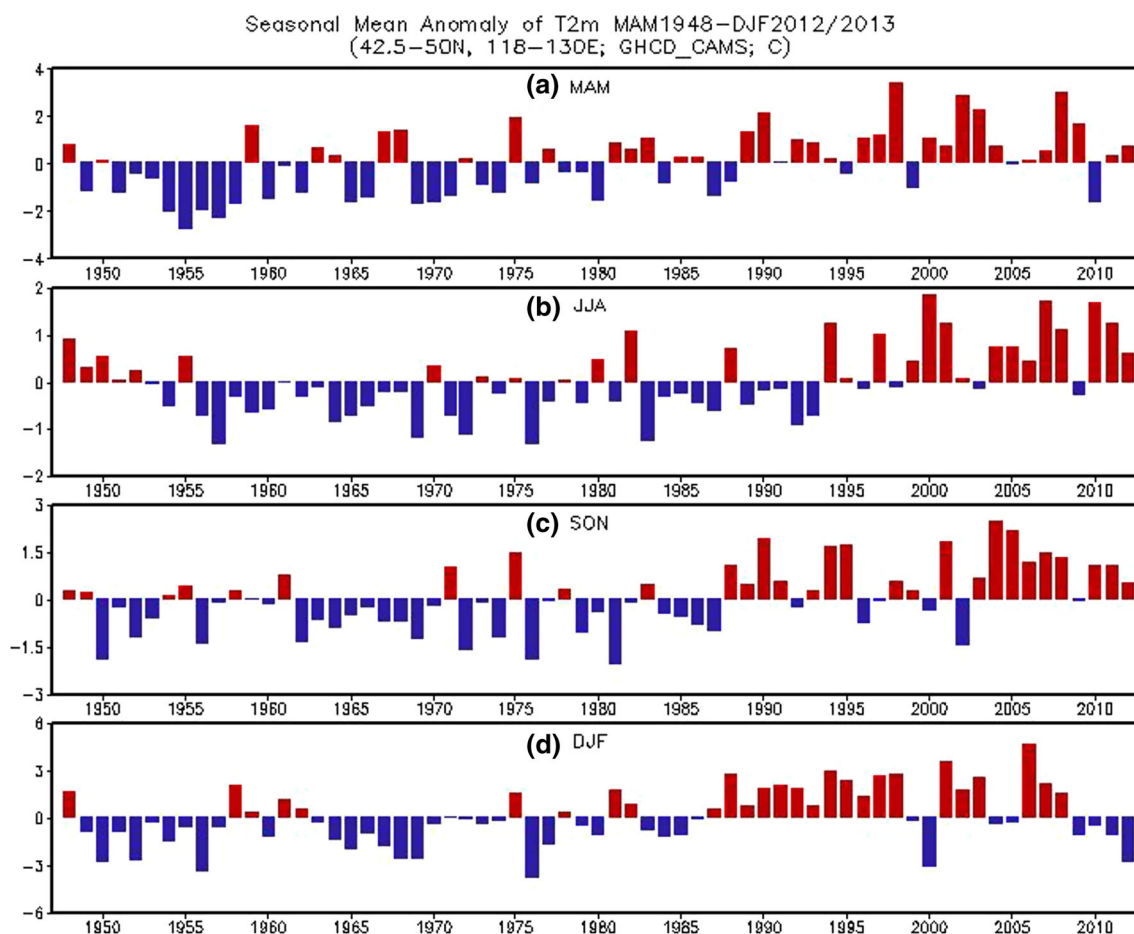 Seasonal Mean Anomaly of T2m MAM1948-DJF2012/2013
(42.5-50N, 118-130E; GHCD_CAMS; C)
(a) MAM
4
2
0
-2
-4
1950 1955 1960 1965 1970 1975 1980 1985 1990 1995 2000 2005 2010
(b) JJA
2
1
0
-1
-2
1950 1955 1960 1965 1970 1975 1980 1985 1990 1995 2000 2005 2010
(c) SON
3
1.5
0
-1.5
-3
1950 1955 1960 1965 1970 1975 1980 1985 1990 1995 2000 2005 2010
(d) DJF
6
3
0
-3
-6
1950 1955 1960 1965 1970 1975 1980 1985 1990 1995 2000 2005 2010